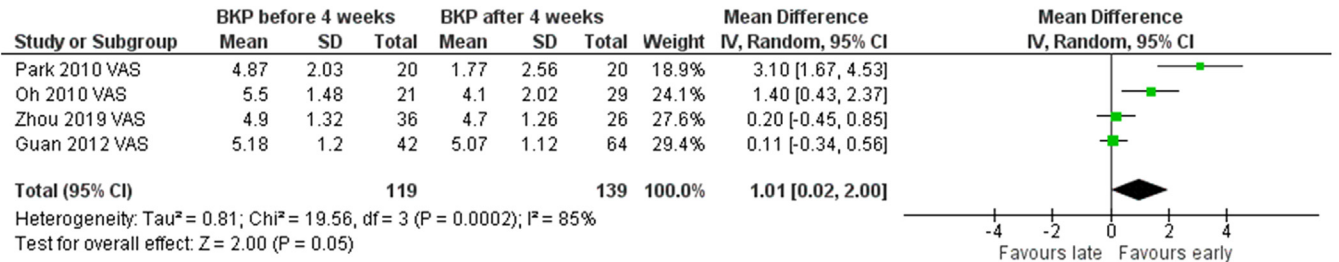 BKP before 4 weeks BKP after 4 weeks Mean Difference Mean Difference
Study or Subgroup Mean SD Total Mean SD Total Weight IV, Random, 95% CI IV, Random, 95% CI
Park 2010 VAS 4.87 2.03 20 1.77 2.56 20 18.9% 3.10 [1.67, 4.53]
Oh 2010 VAS 5.5 1.48 21 4.1 2.02 29 24.1% 1.40 [0.43, 2.37]
Zhou 2019 VAS 4.9 1.32 36 4.7 1.26 26 27.6% 0.20 [-0.45, 0.85]
Guan 2012 VAS 5.18 1.2 42 5.07 1.12 64 29.4% 0.11 [-0.34, 0.56]
Total (95% CI) 119 139 100.0% 1.01 [0.02, 2.00]
Heterogeneity: Tau² = 0.81; Chi² = 19.56, df = 3 (P = 0.0002); I² = 85%
Test for overall effect: Z = 2.00 (P = 0.05)
-4 -2 0 2 4
Favours late Favours early